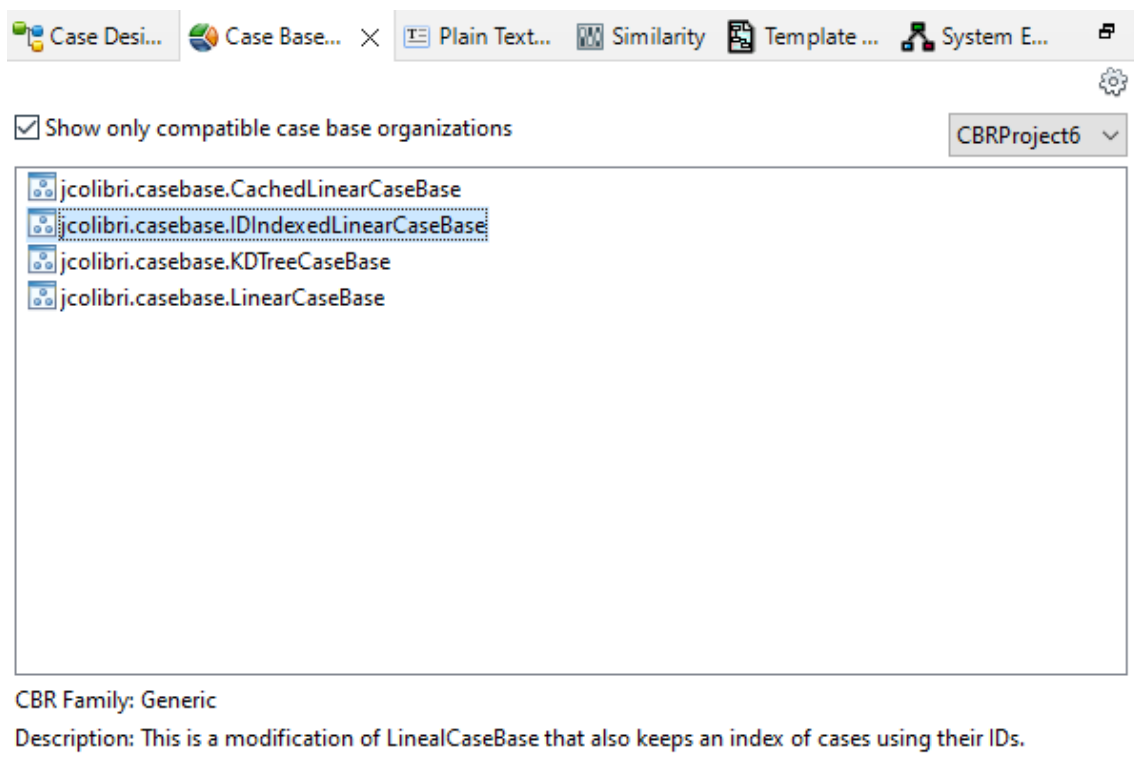 Case Desi... Case Base... Plain Text... Similarity Template ... System E...
Show only compatible case base organizations
CBRProject6
jcolibri.casebase.CachedLinearCaseBase
jcolibri.casebase.IDIndexedLinearCaseBase
jcolibri.casebase.KDTreeCaseBase
jcolibri.casebase.LinearCaseBase
CBR Family: Generic
Description: This is a modification of LinealCaseBase that also keeps an index of cases using their IDs.